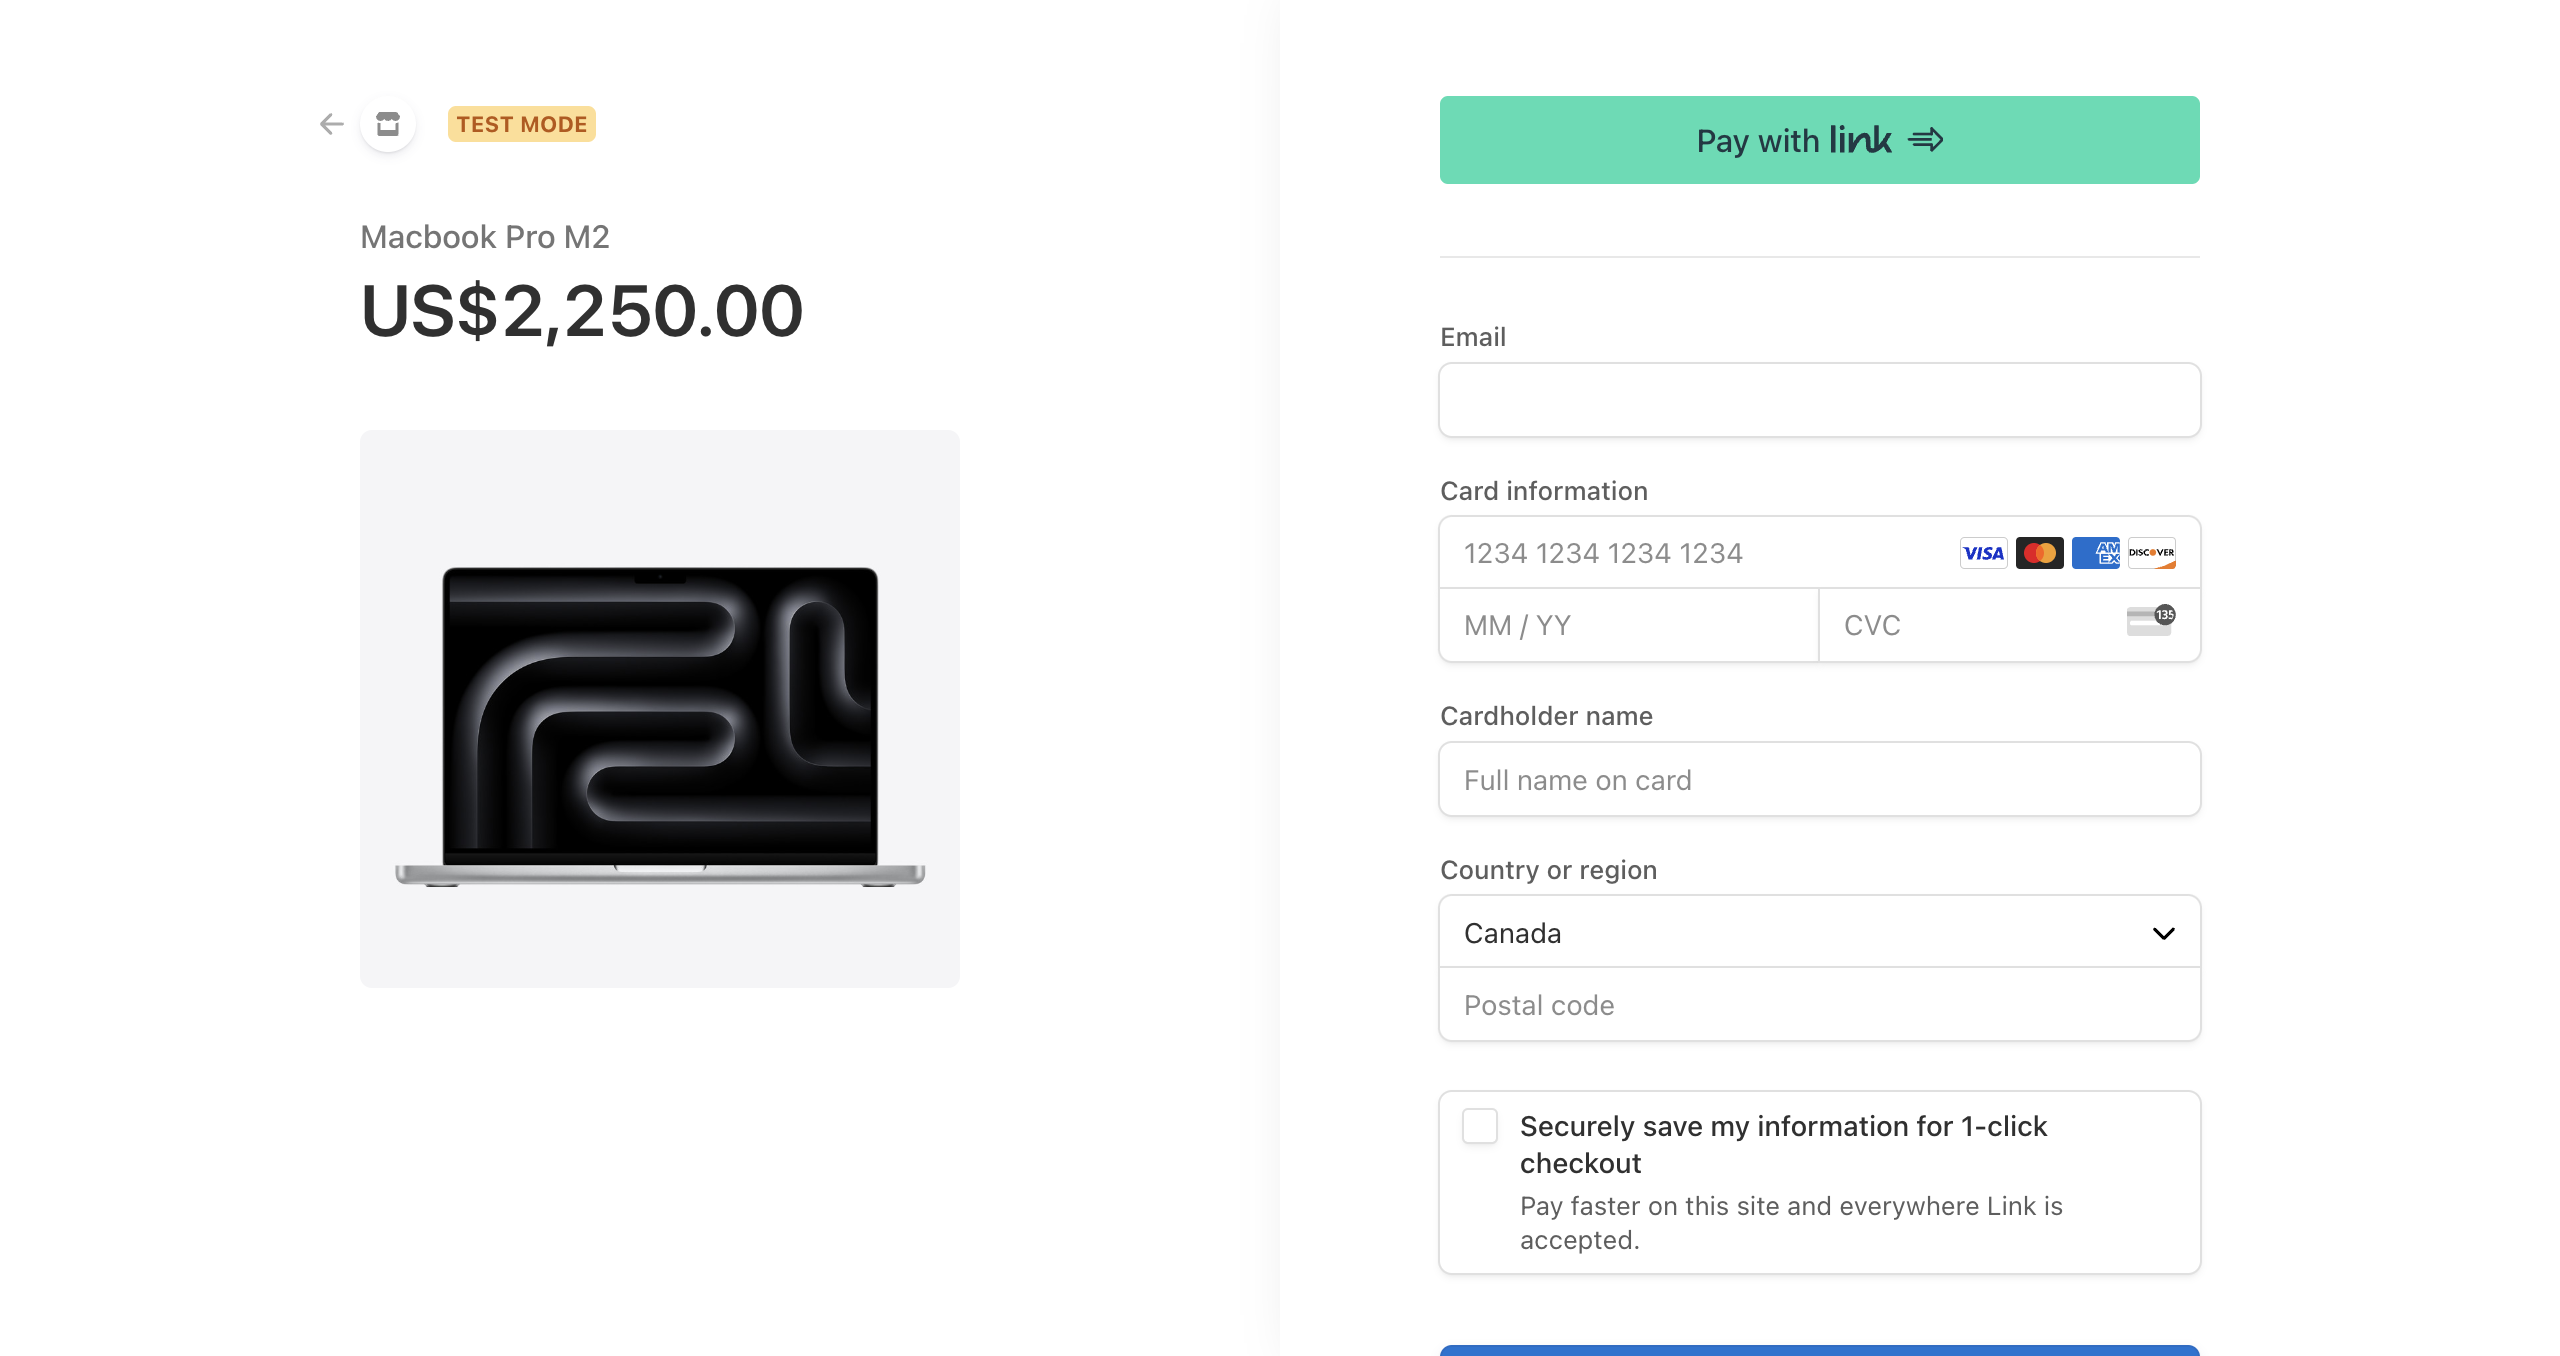 TEST MODE
Macbook Pro M2
US$2,250.00
Pay with link
Email
Card information
1234 1234 1234 1234
VISA
AM
EX
DISCOVER
MM / YY
CVC
135
Cardholder name
Full name on card
Country or region
Canada
Postal code
Securely save my information for 1-click
checkout
Pay faster on this site and everywhere Link is
accepted.